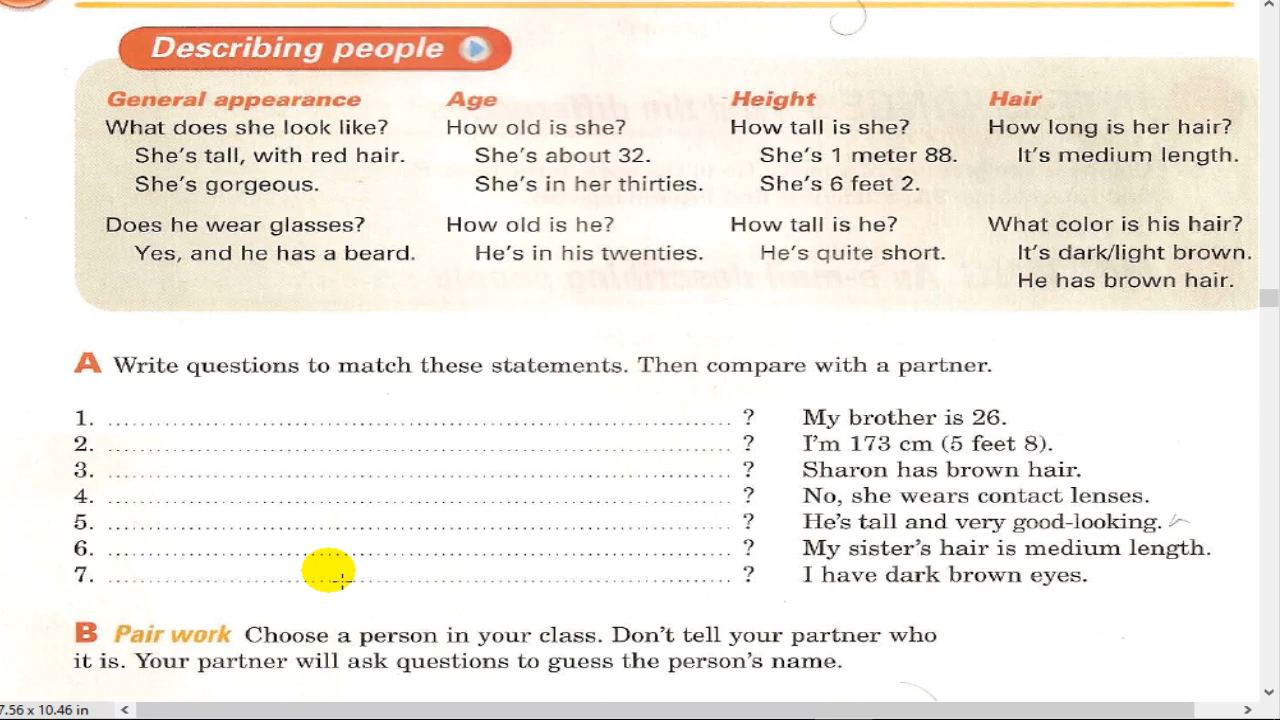 Describing people
General appearance
What does she look like?
She's tall, with red hair.
She's gorgeous.
Does he wear glasses?
Yes, and he has a beard.
Age
How old is she?
She's about 32.
She's in her thirties.
How old is he?
He's in his twenties.
Height
How tall is she?
She's 1 meter 88.
She's 6 feet 2.
How tall is he?
He's quite short.
Hair
How long is her hair?
It's medium length.
What color is his hair?
It's dark/light brown.
He has brown hair.
A Write questions to match these statements. Then compare with a partner.
1. ........................................ ? My brother is 26.
2. ........................................ ? I'm 173 cm (5 feet 8).
3. ........................................ ? Sharon has brown hair.
4. ........................................ ? No, she wears contact lenses.
5. ........................................ ? He's tall and very good-looking.
6. ........................................ ? My sister's hair is medium length.
7. ........................................ ? I have dark brown eyes.
B Pair work Choose a person in your class. Don't tell your partner who
it is. Your partner will ask questions to guess the person's name.
7.56 x 10.46 in